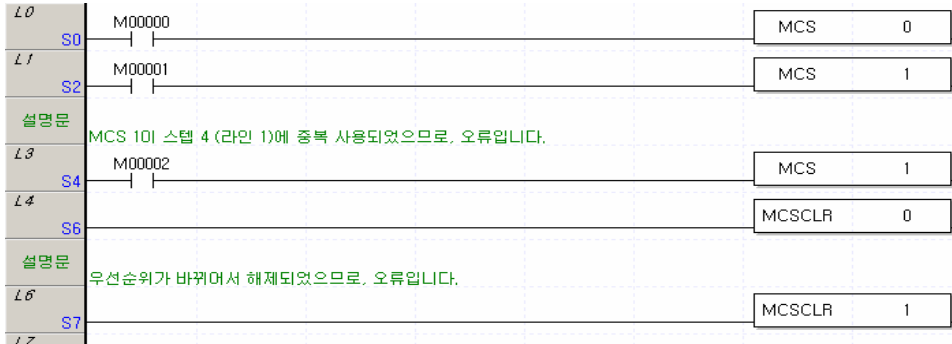 L0
M00000
MCS 0
S0
L1
M00001
MCS 1
S2
설명문
MCS 1이 스텝 4 (라인 1)에 중복 사용되었으므로, 오류입니다.
L3
M00002
MCS 1
S4
L4
MCSCLR 0
S6
설명문
우선순위가 바뀌어서 해제되었으므로, 오류입니다.
L6
MCSCLR 1
S7
L7